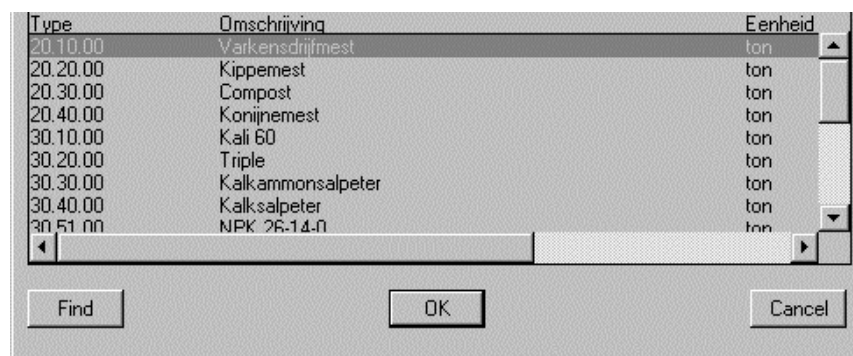 Type Omschrijving Eenheid
20.10.00 Varkensdrijfmest ton
20.20.00 Kippemest ton
20.30.00 Compost ton
20.40.00 Konijnemest ton
30.10.00 Kali 60 ton
30.20.00 Triple ton
30.30.00 Kalkammonsalpeter ton
30.40.00 Kalksalpeter ton
30.51.00 NPK 26-14-0 ton
Find OK Cancel